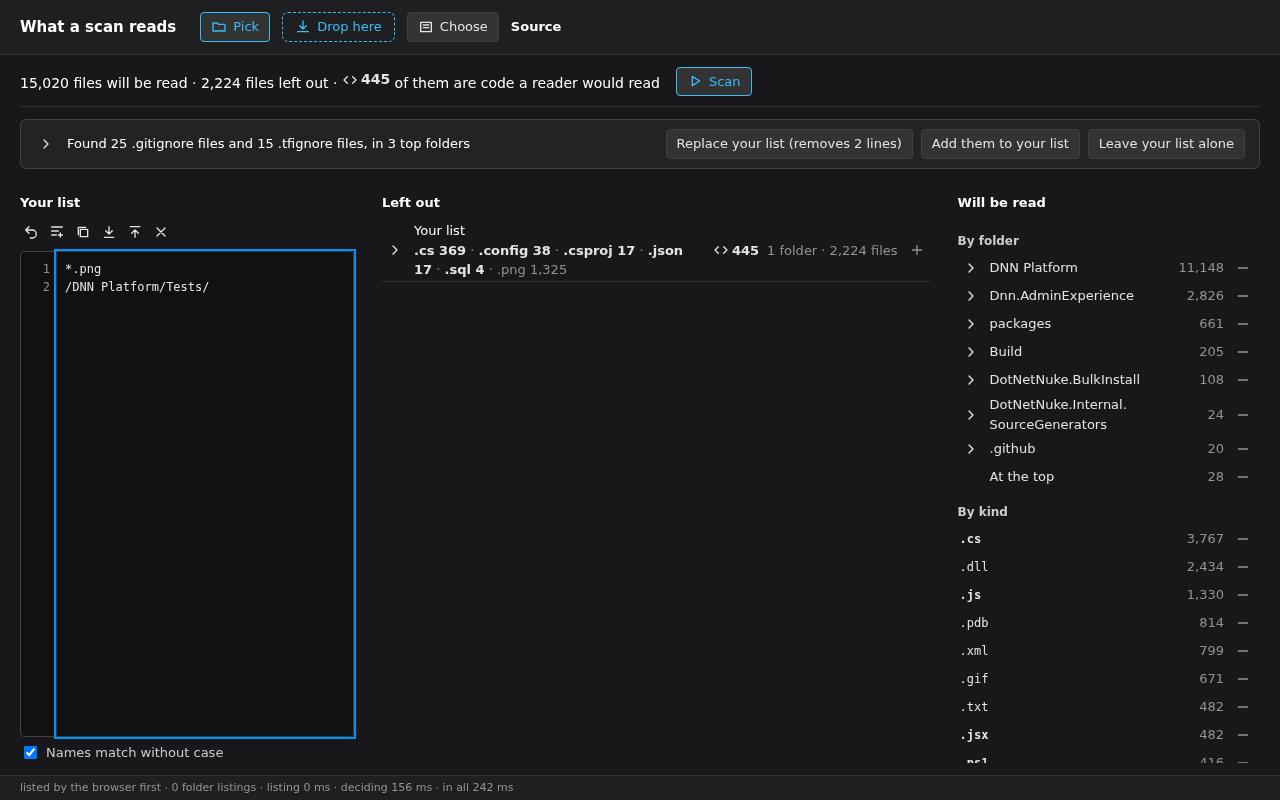 What a scan reads
Pick
Drop here
Choose
Source
15,020 files will be read · 2,224 files left out · 445 of them are code a reader would read
Scan
Found 25 .gitignore files and 15 .tfignore files, in 3 top folders
Replace your list (removes 2 lines)
Add them to your list
Leave your list alone
Your list
1 *.png
2 /DNN Platform/Tests/
Names match without case
Left out
Your list
.cs 369 · .config 38 · .csproj 17 · .json
17 · .sql 4 · .png 1,325
445 1 folder · 2,224 files
Will be read
By folder
DNN Platform 11,148
Dnn.AdminExperience 2,826
packages 661
Build 205
DotNetNuke.BulkInstall 108
DotNetNuke.Internal.
SourceGenerators 24
.github 20
At the top 28
By kind
.cs 3,767
.dll 2,434
.js 1,330
.pdb 814
.xml 799
.gif 671
.txt 482
.jsx 482
.ps1 416
listed by the browser first · 0 folder listings · listing 0 ms · deciding 156 ms · in all 242 ms